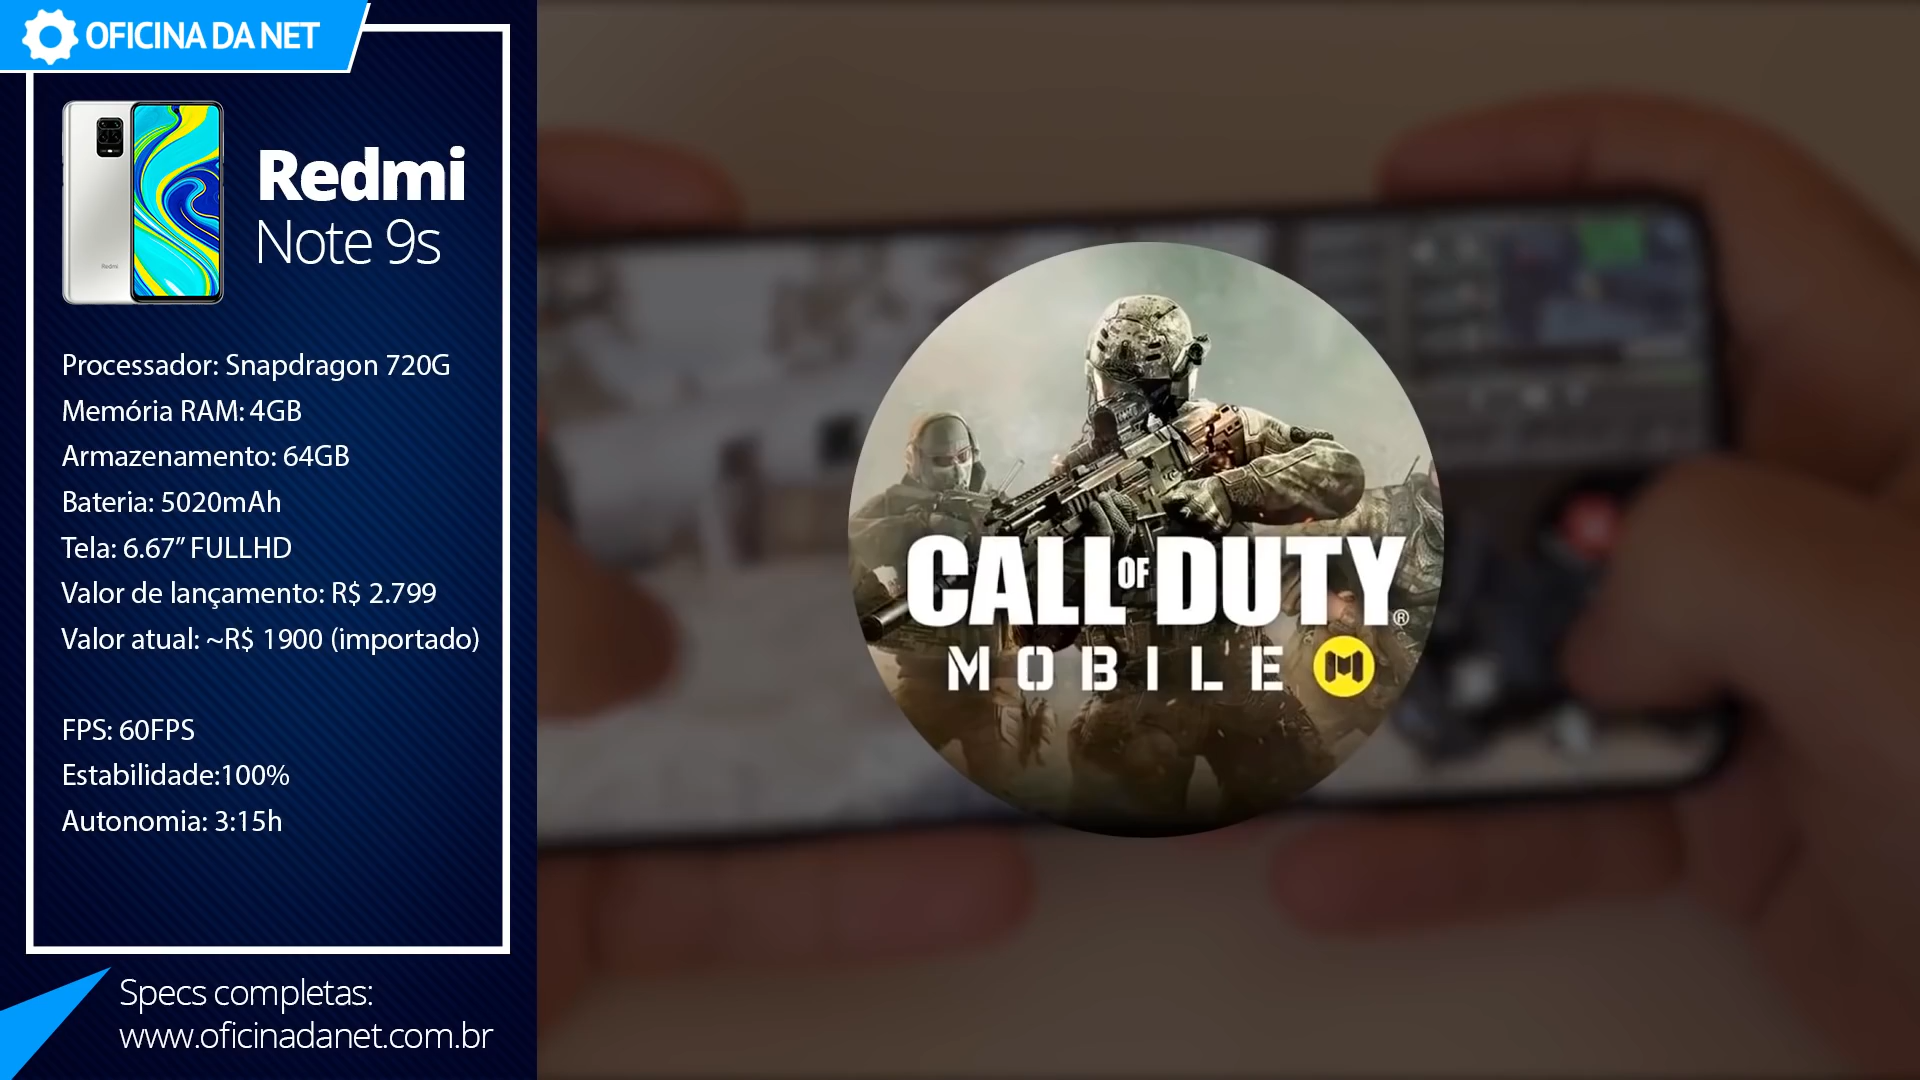 OFICINA DA NET
Redmi
Redmi
Note 9s
Processador: Snapdragon 720G
Memória RAM: 4GB
Armazenamento: 64GB
Bateria: 5020mAh
Tela: 6.67” FULLHD
Valor de lançamento: R$ 2.799
Valor atual: ~R$ 1900 (importado)
FPS: 60FPS
Estabilidade:100%
Autonomia: 3:15h
Specs completas:
www.oficinadanet.com.br
CALL OF DUTY®
MOBILE